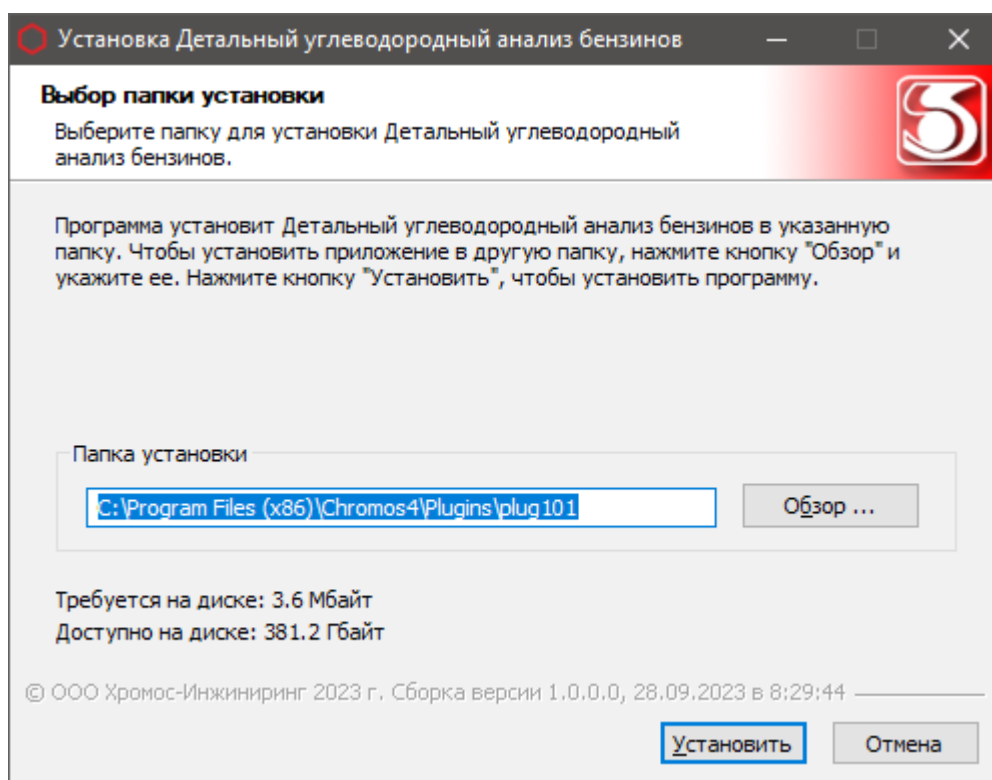 Установка Детальный углеводородный анализ бензинов
Выбор папки установки
Выберите папку для установки Детальный углеводородный
анализ бензинов.
Программа установит Детальный углеводородный анализ бензинов в указанную
папку. Чтобы установить приложение в другую папку, нажмите кнопку "Обзор" и
укажите ее. Нажмите кнопку "Установить", чтобы установить программу.
Папка установки
C:\Program Files (x86)\Chromos4\Plugins\plug101
Обзор ...
Требуется на диске: 3.6 Мбайт
Доступно на диске: 381.2 Гбайт
© ООО Хромос-Инжиниринг 2023 г. Сборка версии 1.0.0.0, 28.09.2023 в 8:29:44
Установить
Отмена